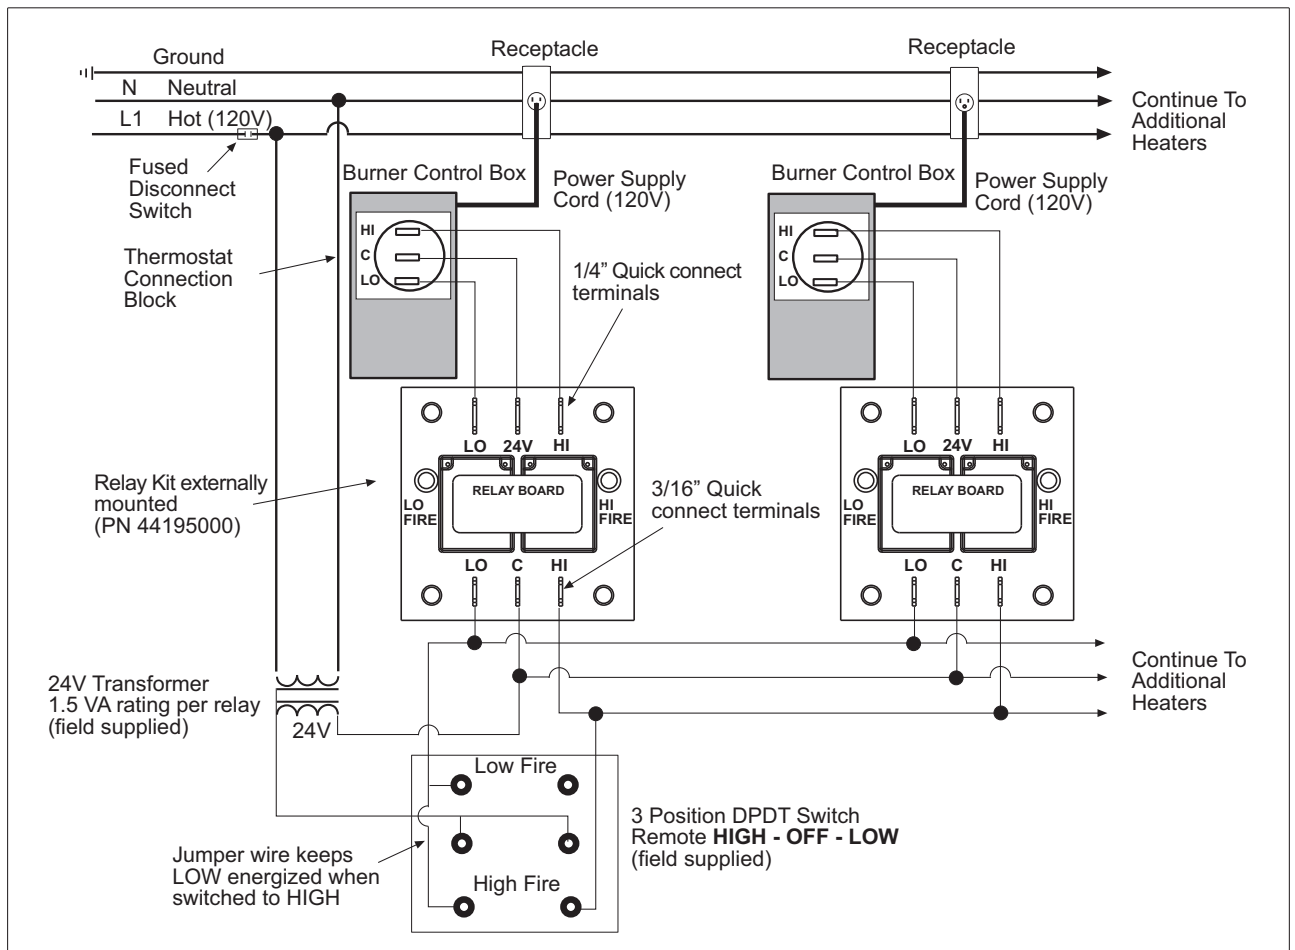 Ground
Receptacle
Receptacle
N Neutral
L1 Hot (120V)
Continue To
Additional
Heaters
Fused
Disconnect
Switch
Burner Control Box
Power Supply
Cord (120V)
Burner Control Box
Power Supply
Cord (120V)
HI
C
LO
HI
C
LO
Thermostat
Connection
Block
1/4” Quick connect
terminals
LO 24V HI
LO 24V HI
Relay Kit externally
mounted
(PN 44195000)
RELAY BOARD
LO
FIRE
HI
FIRE
3/16” Quick
connect terminals
RELAY BOARD
LO
FIRE
HI
FIRE
LO C HI
LO C HI
24V Transformer
1.5 VA rating per relay
(field supplied)
24V
Continue To
Additional
Heaters
Low Fire
3 Position DPDT Switch
Remote HIGH - OFF - LOW
(field supplied)
Jumper wire keeps
LOW energized when
switched to HIGH
High Fire